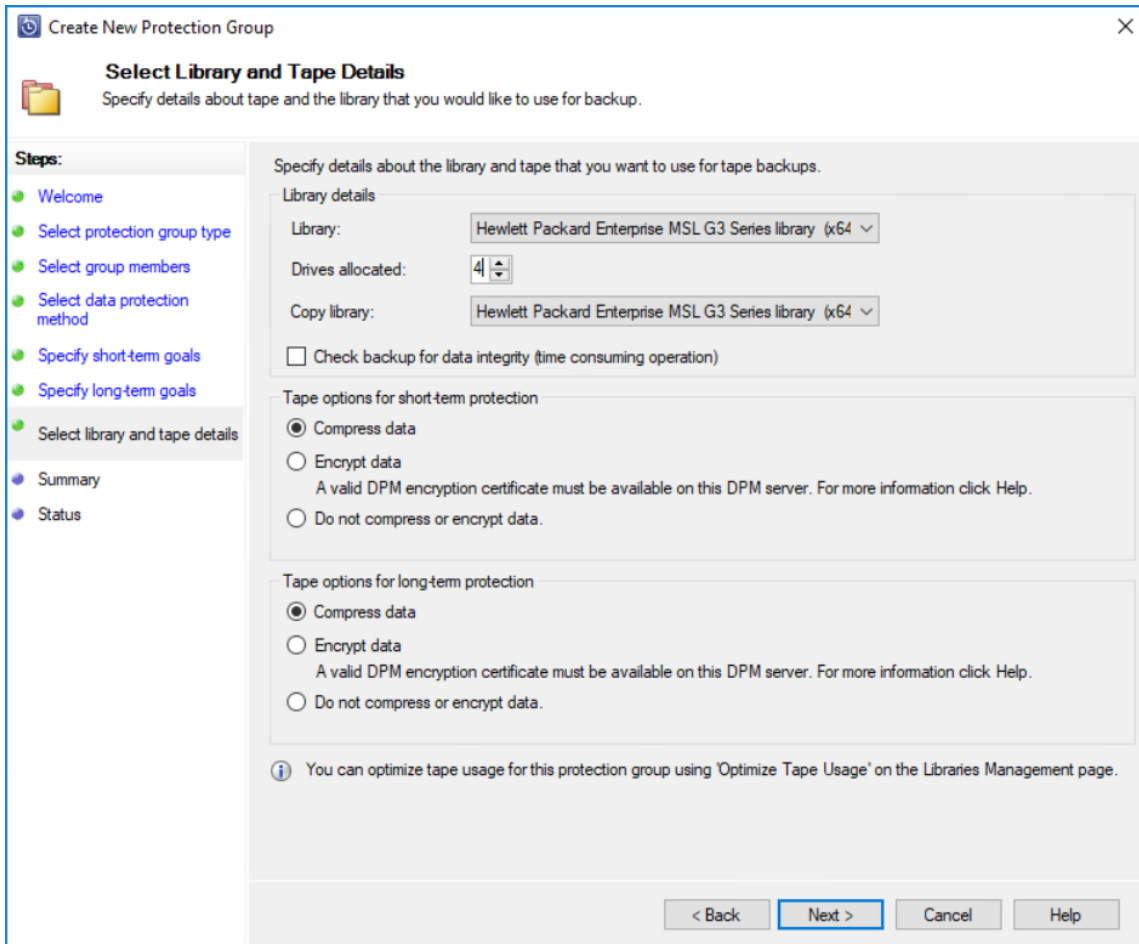 Create New Protection Group
Select Library and Tape Details
Specify details about tape and the library that you would like to use for backup.
Steps:
Welcome
Select protection group type
Select group members
Select data protection
method
Specify short-term goals
Specify long-term goals
Select library and tape details
Summary
Status
Specify details about the library and tape that you want to use for tape backups.
Library details
Library: Hewlett Packard Enterprise MSL G3 Series library (x64
Drives allocated: 4
Copy library: Hewlett Packard Enterprise MSL G3 Series library (x64
Check backup for data integrity (time consuming operation)
Tape options for short-term protection
Compress data
Encrypt data
A valid DPM encryption certificate must be available on this DPM server. For more information click Help.
Do not compress or encrypt data.
Tape options for long-term protection
Compress data
Encrypt data
A valid DPM encryption certificate must be available on this DPM server. For more information click Help.
Do not compress or encrypt data.
You can optimize tape usage for this protection group using 'Optimize Tape Usage' on the Libraries Management page.
< Back Next > Cancel Help